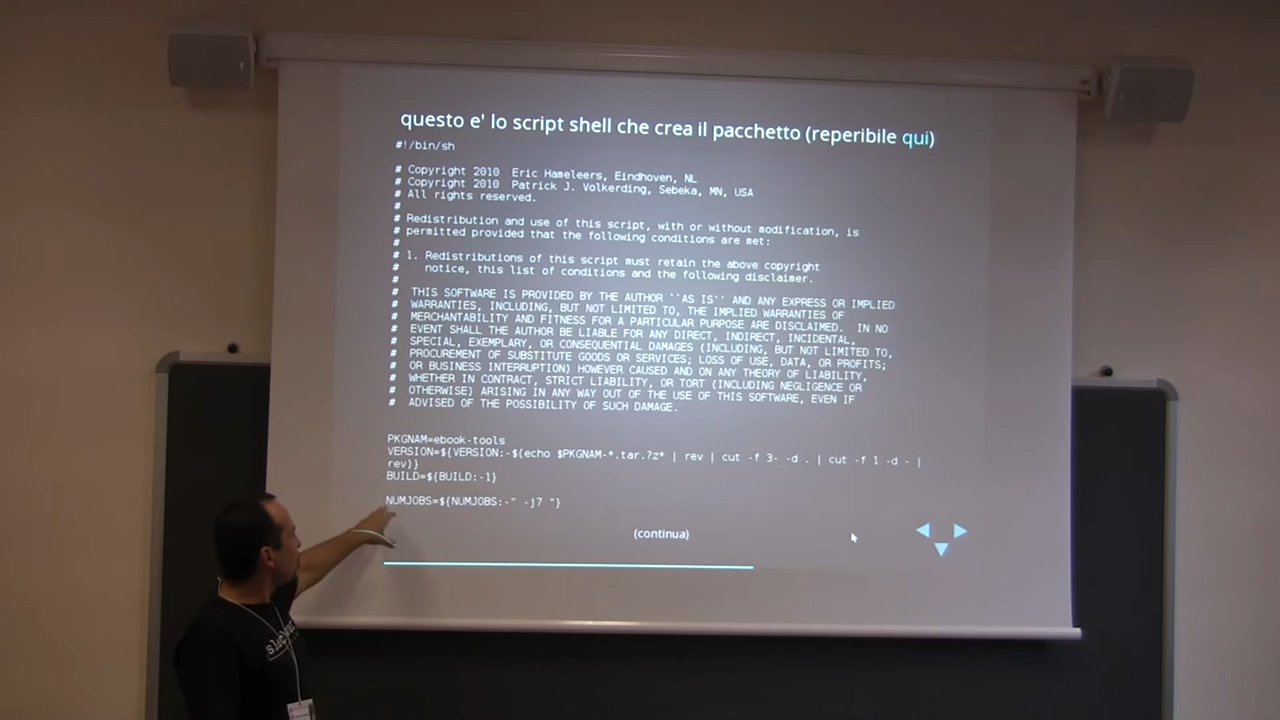 questo e' lo script shell che crea il pacchetto (reperibile qui)
#!/bin/sh
# Copyright 2010 Eric Hameleers, Eindhoven, NL
# Copyright 2010 Patrick J. Volkerding, Sebeka, MN, USA
# All rights reserved.
#
# Redistribution and use of this script, with or without modification, is
# permitted provided that the following conditions are met:
#
# 1. Redistributions of this script must retain the above copyright
# notice, this list of conditions and the following disclaimer.
#
# THIS SOFTWARE IS PROVIDED BY THE AUTHOR ``AS IS'' AND ANY EXPRESS OR IMPLIED
# WARRANTIES, INCLUDING, BUT NOT LIMITED TO, THE IMPLIED WARRANTIES OF
# MERCHANTABILITY AND FITNESS FOR A PARTICULAR PURPOSE ARE DISCLAIMED. IN NO
# EVENT SHALL THE AUTHOR BE LIABLE FOR ANY DIRECT, INDIRECT, INCIDENTAL,
# SPECIAL, EXEMPLARY, OR CONSEQUENTIAL DAMAGES (INCLUDING, BUT NOT LIMITED TO,
# PROCUREMENT OF SUBSTITUTE GOODS OR SERVICES; LOSS OF USE, DATA, OR PROFITS;
# OR BUSINESS INTERRUPTION) HOWEVER CAUSED AND ON ANY THEORY OF LIABILITY,
# WHETHER IN CONTRACT, STRICT LIABILITY, OR TORT (INCLUDING NEGLIGENCE OR
# OTHERWISE) ARISING IN ANY WAY OUT OF THE USE OF THIS SOFTWARE, EVEN IF
# ADVISED OF THE POSSIBILITY OF SUCH DAMAGE.
PKGNAM=ebook-tools
VERSION=${VERSION:-$(echo $PKGNAM-*.tar.?z* | rev | cut -f 3- -d . | cut -f 1 -d - |
rev)}
BUILD=${BUILD:-1}
NUMJOBS=${NUMJOBS:-" -j7 "}
(continua)